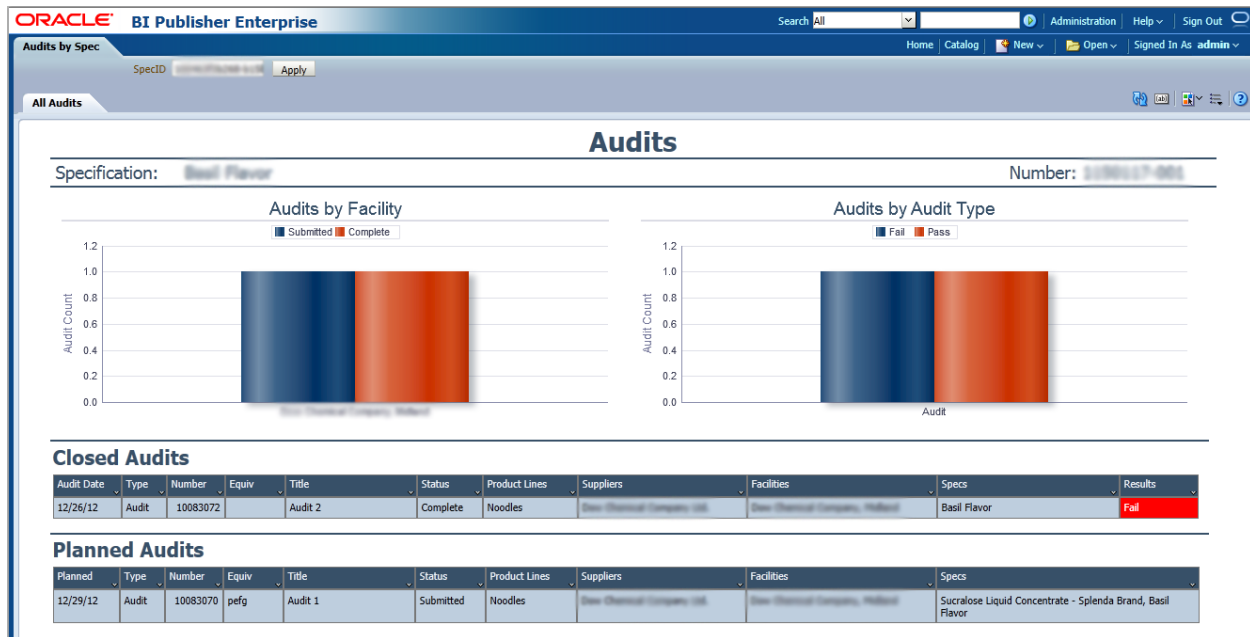 ORACLE BI Publisher Enterprise Search All Administration Help Sign Out
Audits by Spec Home Catalog New Open Signed In As admin
SpecID Apply
All Audits
Audits
Specification: Number:
Audits by Facility
Submitted Complete
Audit Count
1.2
1.0
0.8
0.6
0.4
0.2
0.0
Audits by Audit Type
Fail Pass
Audit Count
1.2
1.0
0.8
0.6
0.4
0.2
0.0
Audit
Closed Audits
Audit Date Type Number Equiv Title Status Product Lines Suppliers Facilities Specs Results
12/26/12 Audit 10083072 Audit 2 Complete Noodles Basil Flavor Fail
Planned Audits
Planned Type Number Equiv Title Status Product Lines Suppliers Facilities Specs
12/29/12 Audit 10083070 pefg Audit 1 Submitted Noodles Sucralose Liquid Concentrate - Splenda Brand, Basil
Flavor